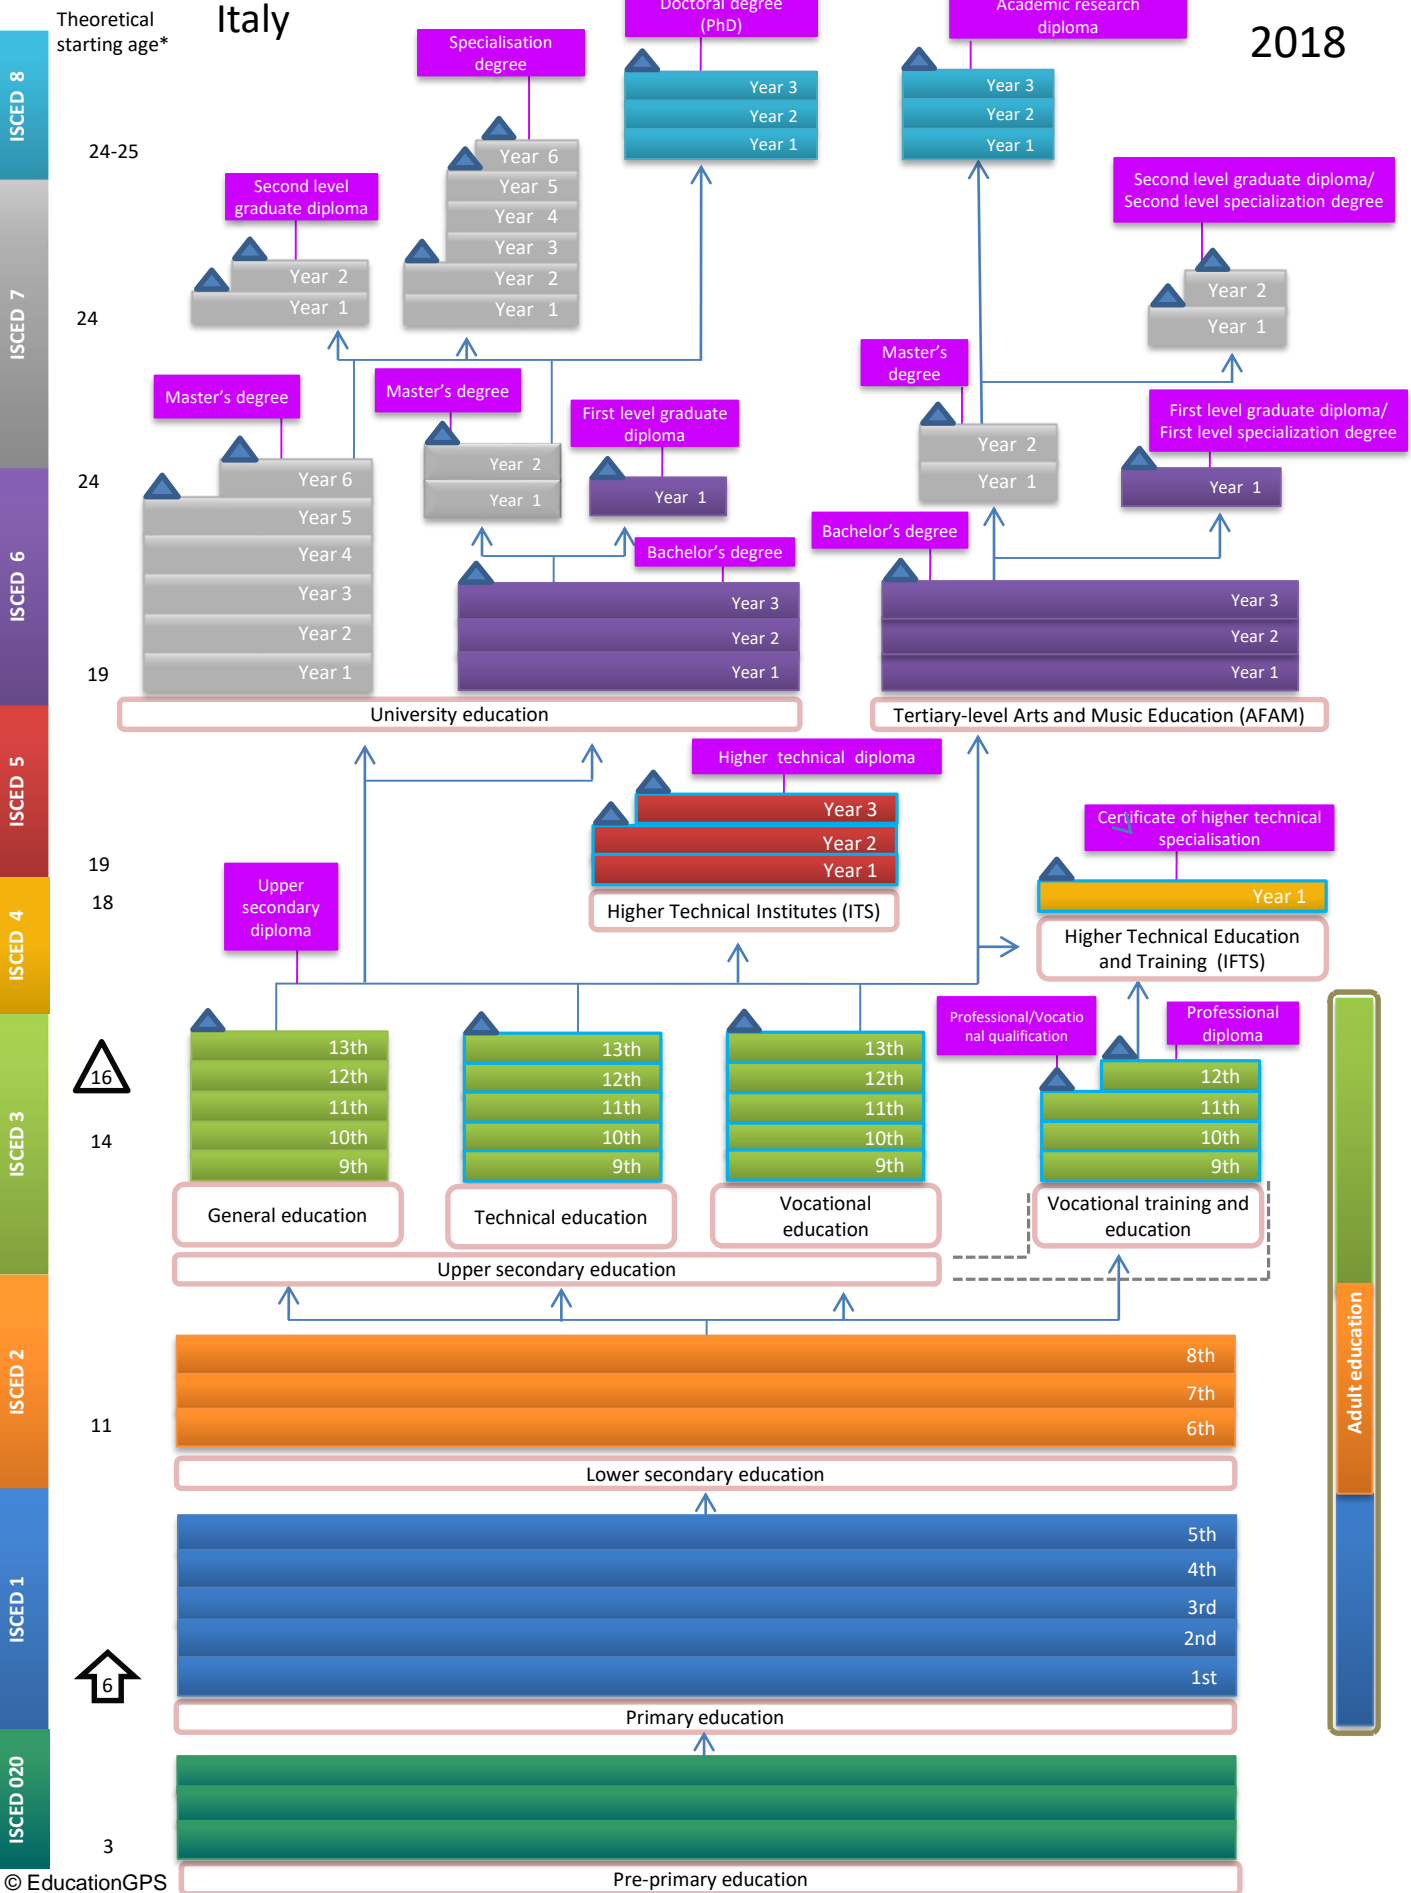 Theoretical
starting age*
Italy
2018
Doctoral degree
(PhD)
Academic research
diploma
Specialisation
degree
ISCED 8
Year 3
Year 2
Year 1
Year 3
Year 2
Year 1
24-25
Year 6
Year 5
Year 4
Year 3
Year 2
Year 1
Second level
graduate diploma
Year 2
Year 1
Second level graduate diploma/
Second level specialization degree
Year 2
Year 1
ISCED 7
24
Master's degree
Master's degree
First level graduate
diploma
Master's
degree
First level graduate diploma/
First level specialization degree
24
Year 6
Year 5
Year 4
Year 3
Year 2
Year 1
Year 2
Year 1
Year 1
Year 2
Year 1
Year 1
ISCED 6
Bachelor's degree
Bachelor's degree
Year 3
Year 2
Year 1
Year 3
Year 2
Year 1
19
University education
Tertiary-level Arts and Music Education (AFAM)
ISCED 5
Higher technical diploma
Year 3
Year 2
Year 1
19
Higher Technical Institutes (ITS)
Certificate of higher technical
specialisation
Year 1
Higher Technical Education
and Training (IFTS)
18
ISCED 4
Upper
secondary
diploma
Professional/Vocatio
nal qualification
Professional
diploma
ISCED 3
16
14
13th
12th
11th
10th
9th
13th
12th
11th
10th
9th
13th
12th
11th
10th
9th
12th
11th
10th
9th
General education
Technical education
Vocational
education
Vocational training and
education
Upper secondary education
ISCED 2
8th
7th
6th
11
Adult education
Lower secondary education
ISCED 1
5th
4th
3rd
2nd
1st
6
Primary education
ISCED 020
3
Pre-primary education
© EducationGPS